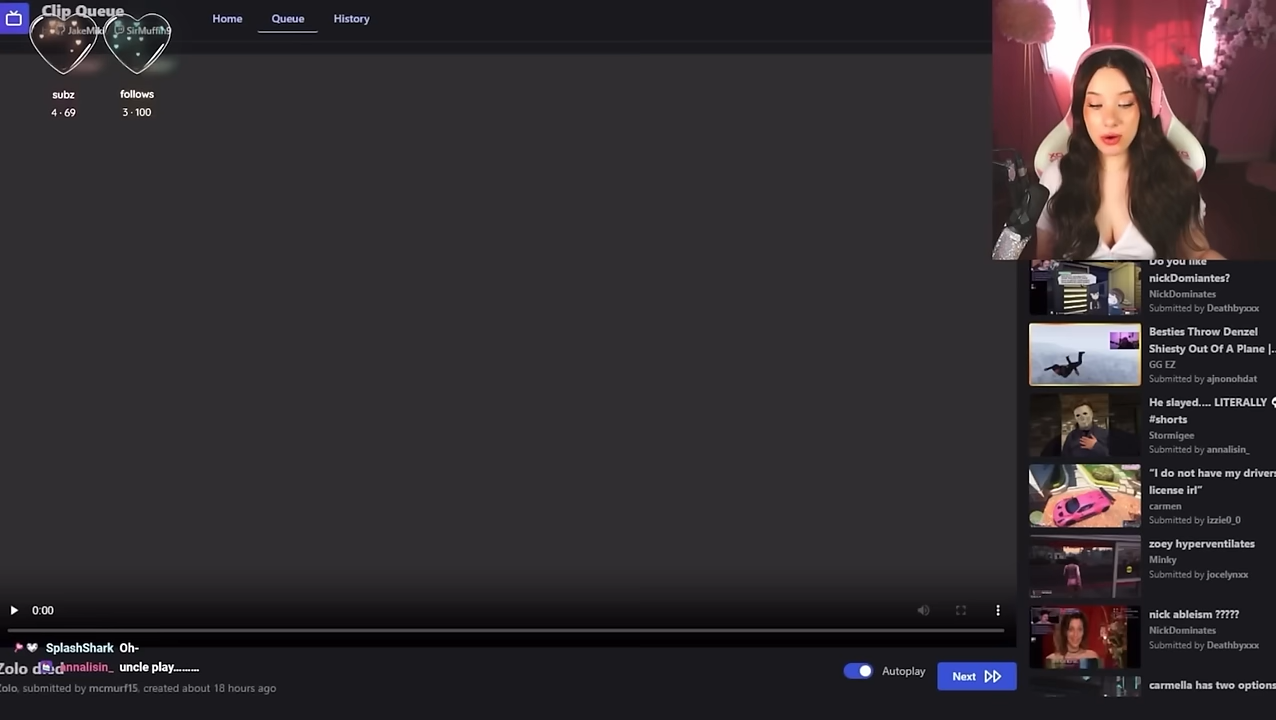 Clip Queue
Home
Queue
History
SirMuffin
subz
follows
4 · 69
3 · 100
Do you like
nickDomiantes?
NickDominates
Submitted by Deathbyxxx
Besties Throw Denzel
Shiesty Out Of A Plane |..
GG EZ
Submitted by ajnonohdat
He slayed.... LITERALLY
#shorts
Stormigee
Submitted by annalisin_
"I do not have my drivers
license irl"
carmen
Submitted by izzie0_0
zoey hyperventilates
Minky
Submitted by jocelynxx
nick ableism ?????
NickDominates
Submitted by Deathbyxxx
carmella has two options
0:00
SplashShark Oh-
annalisin_ uncle play.........
Zolo died
Zolo, submitted by mcmurf15, created about 18 hours ago
Autoplay
Next